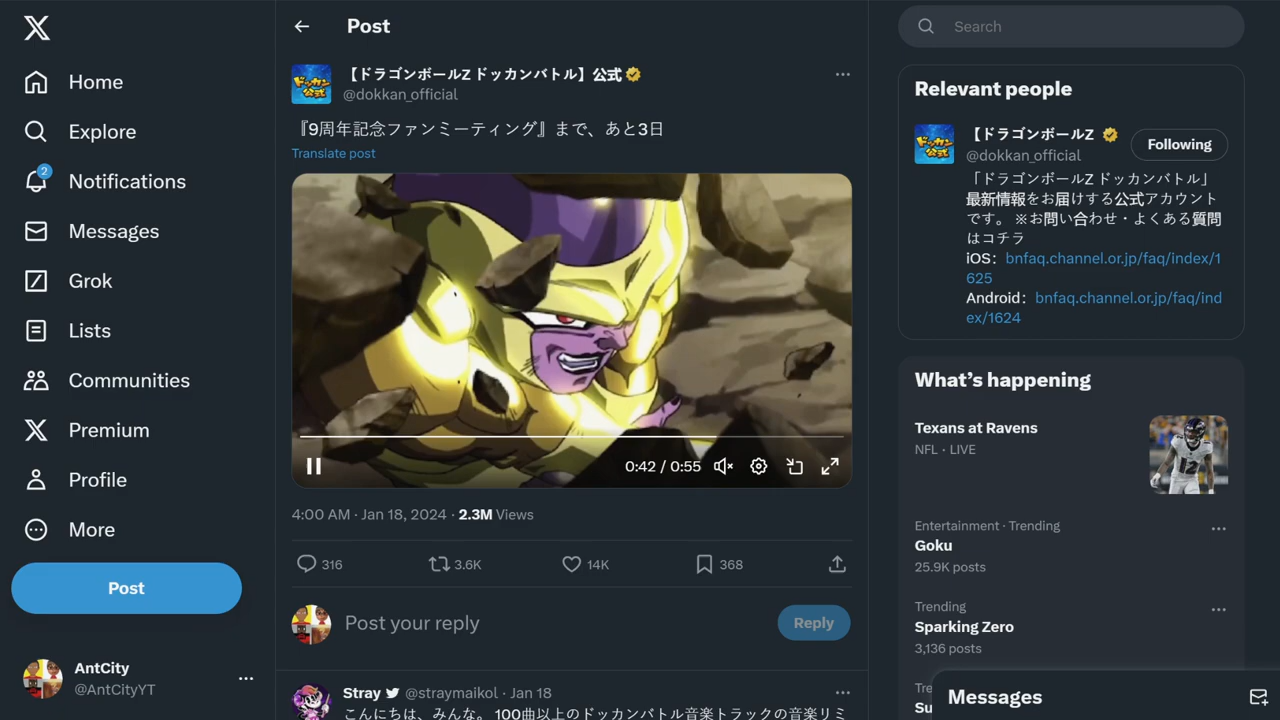 Home
Explore
2
Notifications
Messages
Grok
Lists
Communities
Premium
Profile
More
Post
AntCity
@AntCityYT
Post
【ドラゴンボールZ ドッカンバトル】公式
@dokkan_official
『9周年記念ファンミーティング』まで、あと3日
Translate post
0:42 / 0:55
4:00 AM · Jan 18, 2024 · 2.3M Views
316
3.6K
14K
368
Post your reply
Reply
Stray @straymaikol · Jan 18
こんにちは、みんな。 100曲以上のドッカンバトル音楽トラックの音楽リミ
Search
Relevant people
【ドラゴンボールZ
@dokkan_official
Following
「ドラゴンボールZ ドッカンバトル」
最新情報をお届けする公式アカウント
です。 ※お問い合わせ・よくある質問
はコチラ
iOS： bnfaq.channel.or.jp/faq/index/1
625
Android： bnfaq.channel.or.jp/faq/ind
ex/1624
What's happening
Texans at Ravens
NFL · LIVE
Entertainment · Trending
Goku
25.9K posts
Trending
Sparking Zero
3,136 posts
Tre
Su
Messages